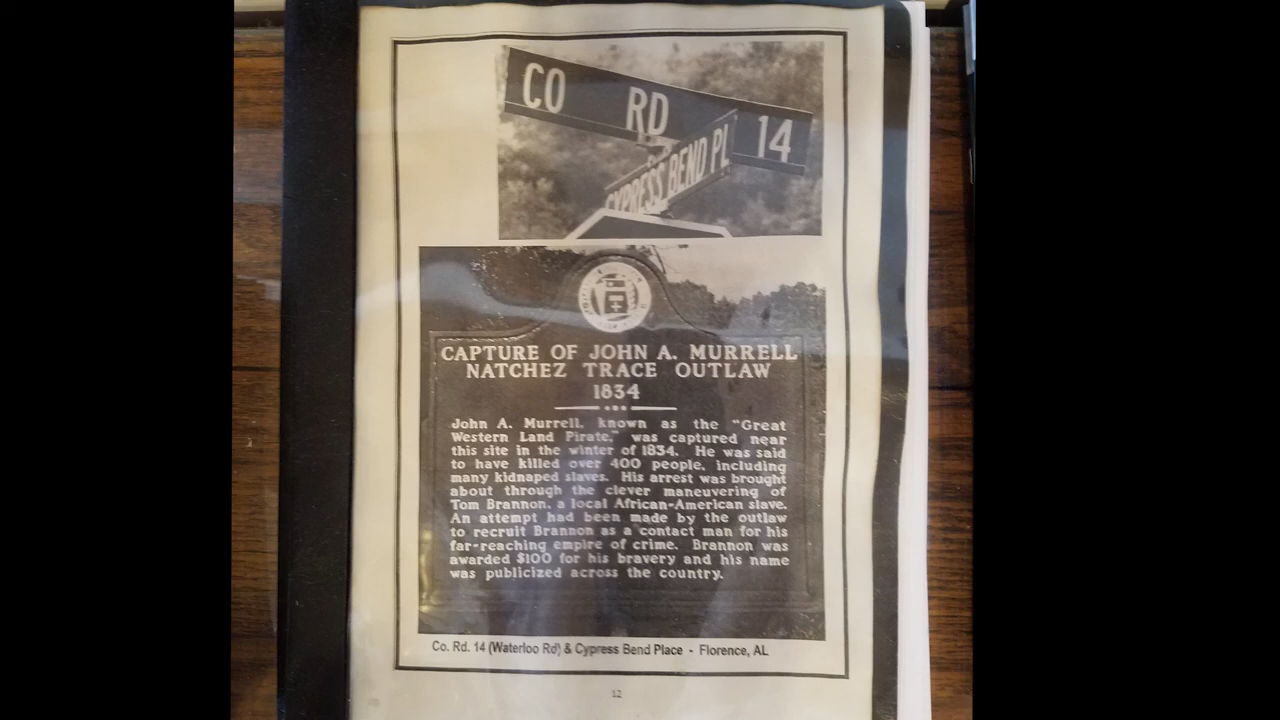 CO RD 14
CYPRESS BEND PL
CAPTURE OF JOHN A. MURRELL
NATCHEZ TRACE OUTLAW
1834
John A. Murrell, known as the "Great
Western Land Pirate," was captured near
this site in the winter of 1834. He was said
to have killed over 400 people, including
many kidnaped slaves. His arrest was brought
about through the clever maneuvering of
Tom Brannon, a local African-American slave.
An attempt had been made by the outlaw
to recruit Brannon as a contact man for his
far-reaching empire of crime. Brannon was
awarded $100 for his bravery and his name
was publicized across the country.
Co. Rd. 14 (Waterloo Rd) & Cypress Bend Place - Florence, AL
12